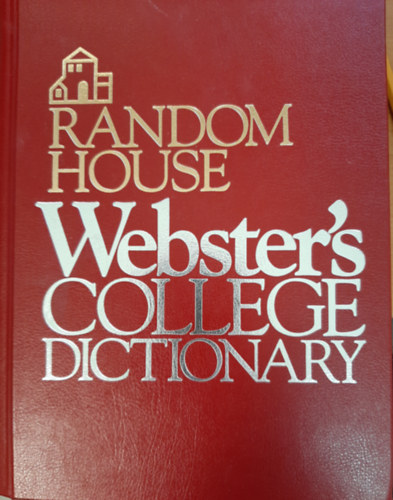 RANDOM
HOUSE
Webster's
COLLEGE
DICTIONARY